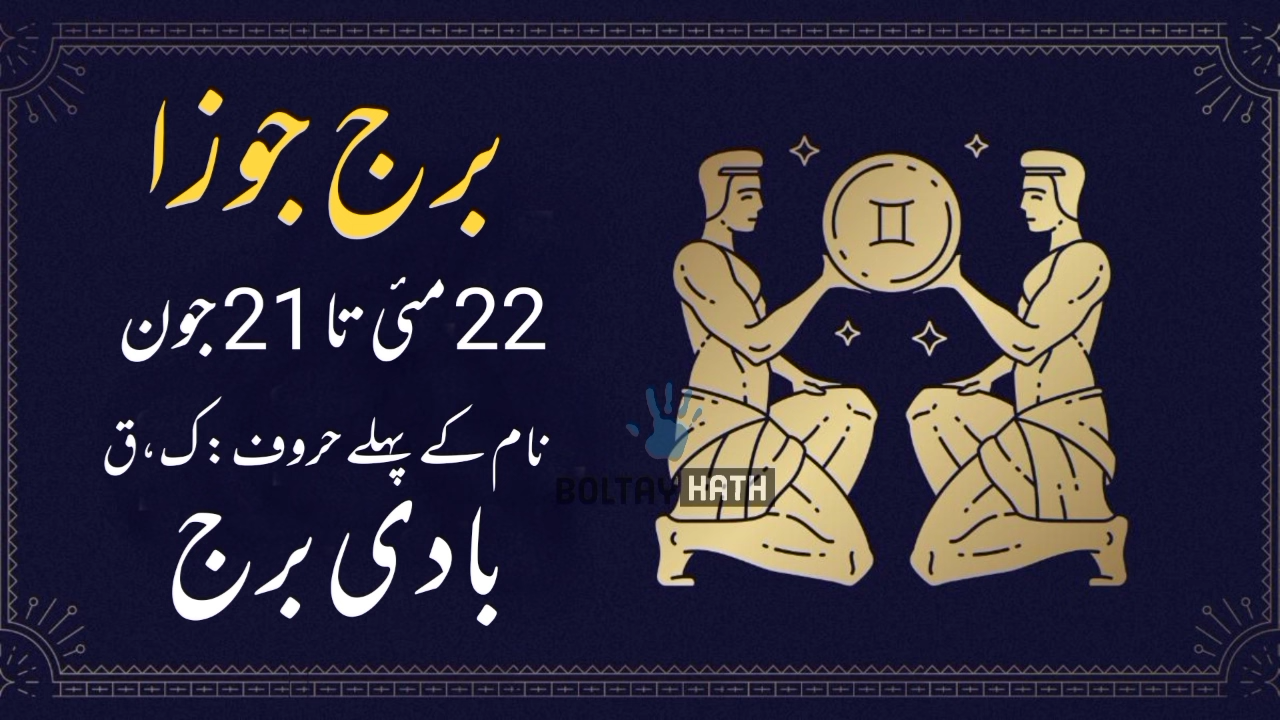 برج جوزا
22 مئی تا 21 جون
نام کے پہلے حروف : ک، ق
بادی برج
BOLTAY HATH